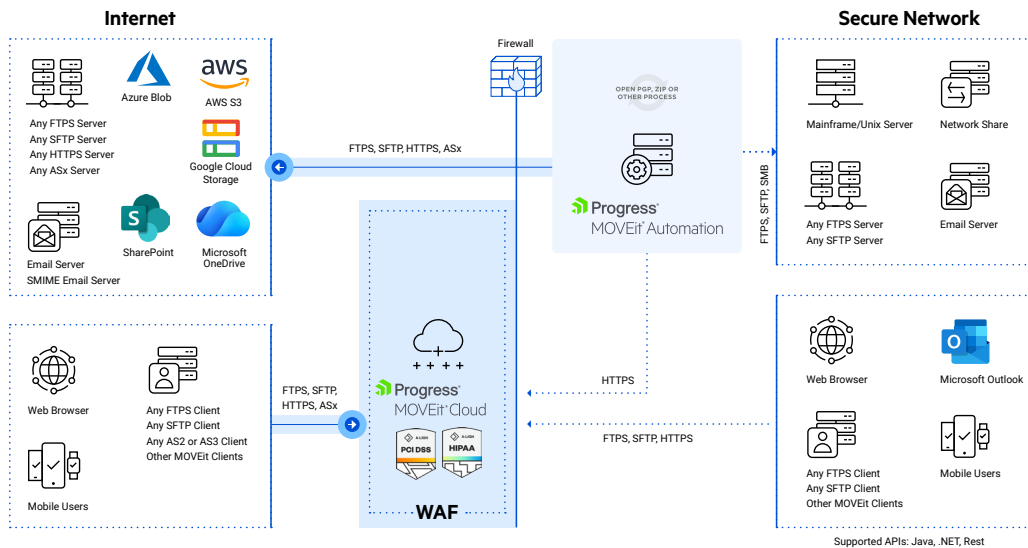 Internet
Secure Network
Firewall
Azure Blob
aws
AWS S3
Any FTPS Server
Any SFTP Server
Any HTTPS Server
Any ASx Server
Google Cloud
Storage
S
SharePoint
Microsoft
OneDrive
Email Server
SMIME Email Server
FTPS, SFTP, HTTPS, ASx
OPEN PGP, ZIP OR
OTHER PROCESS
Progress®
MOVEit® Automation
FTPS, SFTP, SMB
Mainframe/Unix Server
Network Share
Any FTPS Server
Any SFTP Server
Email Server
Web Browser
Any FTPS Client
Any SFTP Client
Any AS2 or AS3 Client
Other MOVEit Clients
Mobile Users
FTPS, SFTP,
HTTPS, ASx
Progress®
MOVEit® Cloud
A-LIGN
PCI DSS
A-LIGN
HIPAA
WAF
HTTPS
FTPS, SFTP, HTTPS
Web Browser
O
Microsoft Outlook
Any FTPS Client
Any SFTP Client
Other MOVEit Clients
Mobile Users
Supported APIs: Java, .NET, Rest